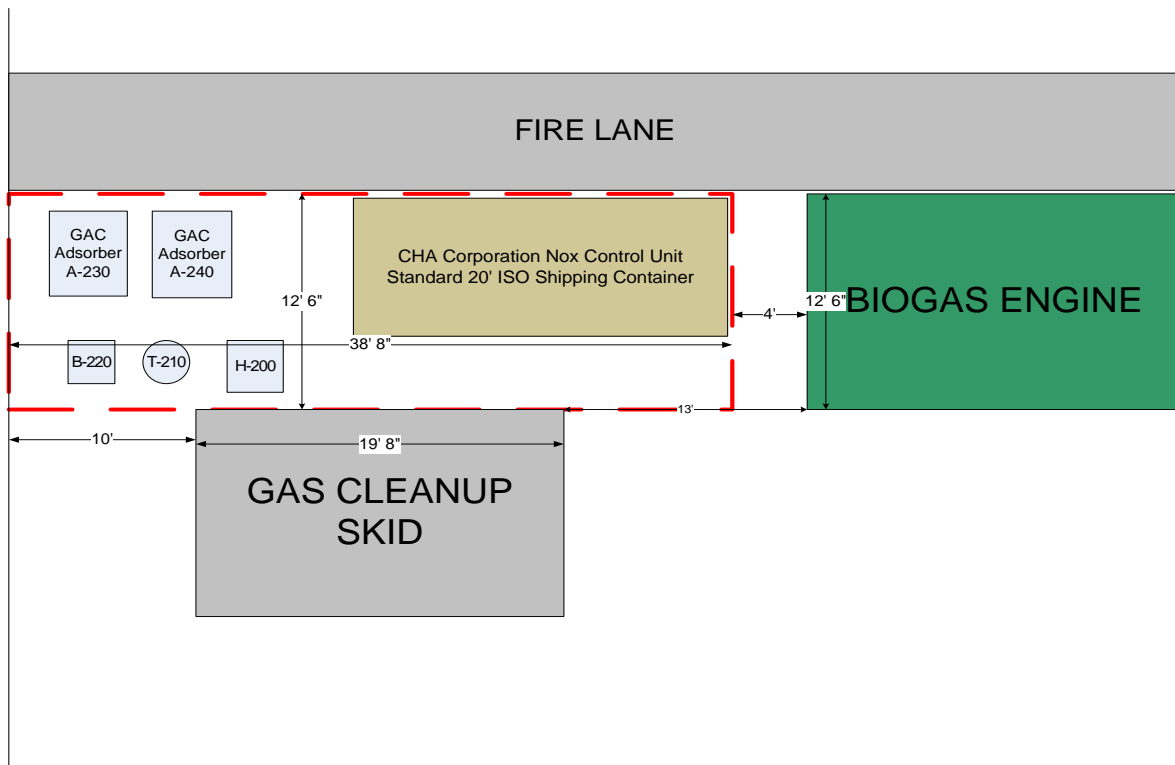 FIRE LANE
GAC
Adsorber
A-230
GAC
Adsorber
A-240
CHA Corporation Nox Control Unit
Standard 20' ISO Shipping Container
12' 6"
4'
12' 6"
BIOGAS ENGINE
38' 8"
B-220
T-210
H-200
13'
10'
19' 8"
GAS CLEANUP
SKID